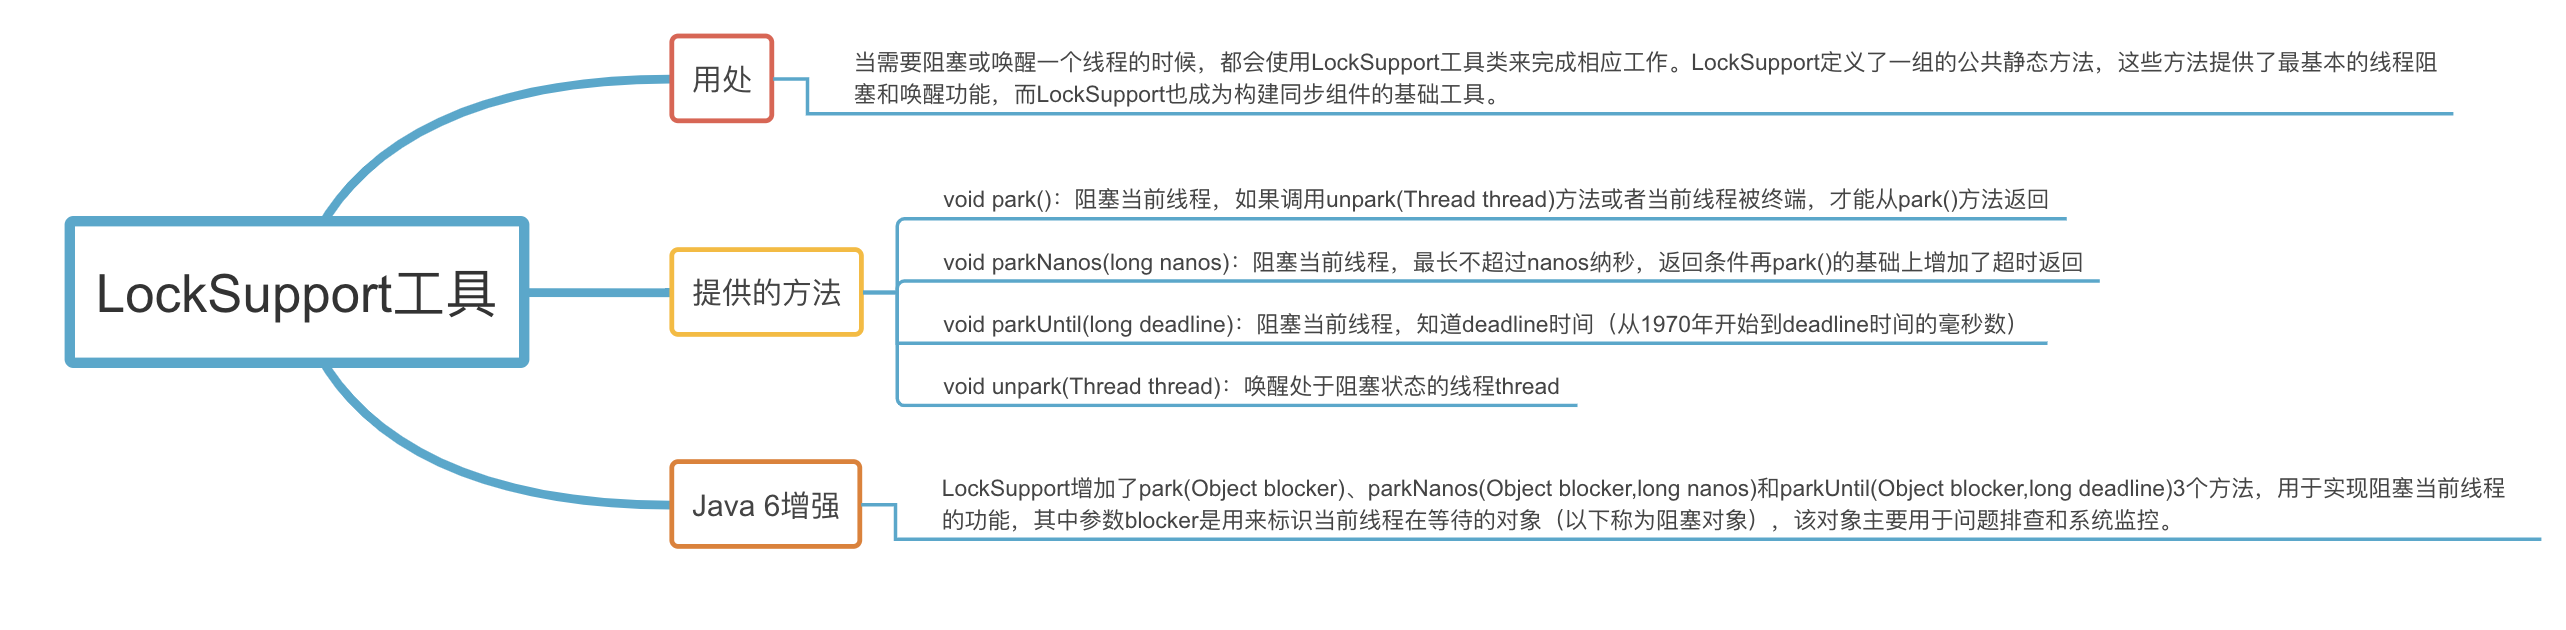 用处
当需要阻塞或唤醒一个线程的时候，都会使用LockSupport工具类来完成相应工作。LockSupport定义了一组的公共静态方法，这些方法提供了最基本的线程阻
塞和唤醒功能，而LockSupport也成为构建同步组件的基础工具。
LockSupport工具
提供的方法
void park()：阻塞当前线程，如果调用unpark(Thread thread)方法或者当前线程被终端，才能从park()方法返回
void parkNanos(long nanos)：阻塞当前线程，最长不超过nanos纳秒，返回条件再park()的基础上增加了超时返回
void parkUntil(long deadline)：阻塞当前线程，知道deadline时间（从1970年开始到deadline时间的毫秒数）
void unpark(Thread thread)：唤醒处于阻塞状态的线程thread
Java 6增强
LockSupport增加了park(Object blocker)、parkNanos(Object blocker,long nanos)和parkUntil(Object blocker,long deadline)3个方法，用于实现阻塞当前线程
的功能，其中参数blocker是用来标识当前线程在等待的对象（以下称为阻塞对象），该对象主要用于问题排查和系统监控。